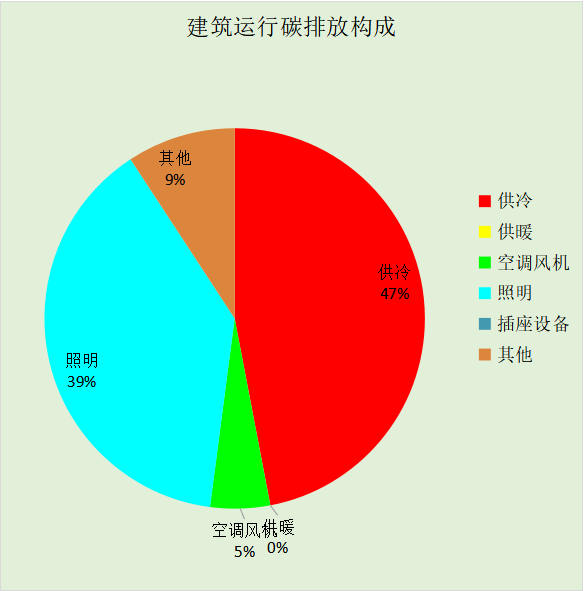 建筑运行碳排放构成
其他
9%
供冷
47%
照明
39%
空调风机
5%
供暖
0%
供冷
供暖
空调风机
照明
插座设备
其他